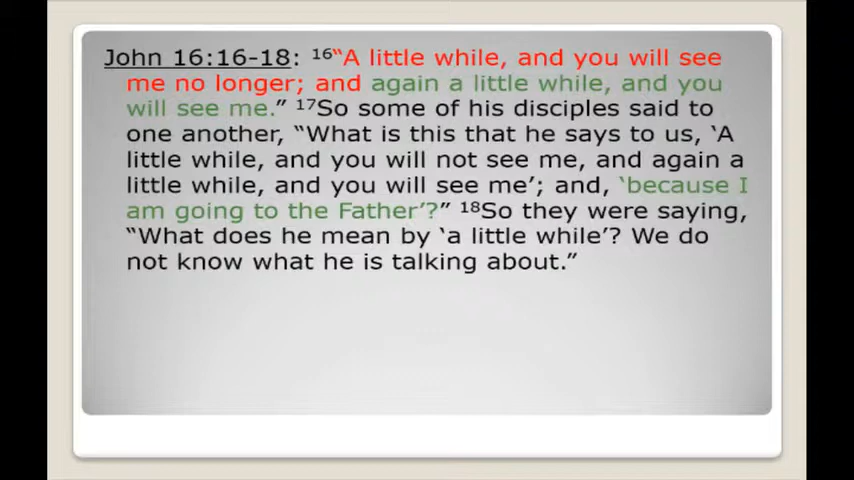 John 16:16-18: ¹⁶“A little while, and you will see
me no longer; and again a little while, and you
will see me.” ¹⁷So some of his disciples said to
one another, “What is this that he says to us, ‘A
little while, and you will not see me, and again a
little while, and you will see me’; and, ‘because I
am going to the Father’?” ¹⁸So they were saying,
“What does he mean by ‘a little while’? We do
not know what he is talking about.”